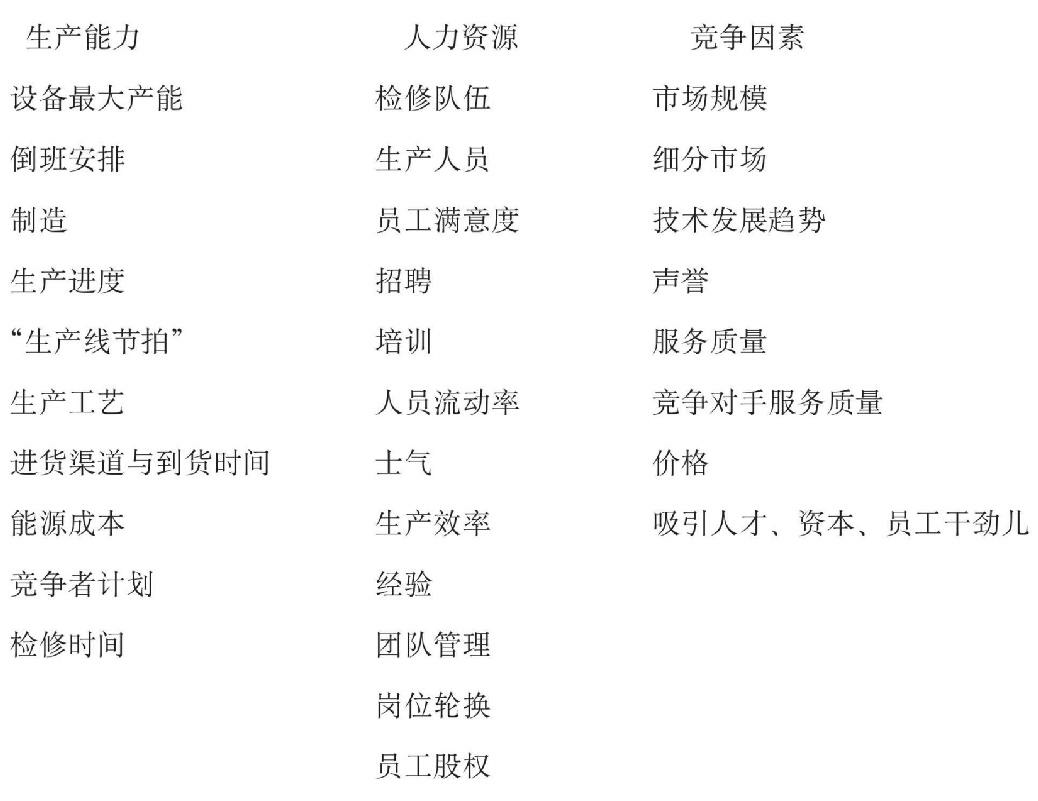 生产能力 人力资源 竞争因素
设备最大产能 检修队伍 市场规模
倒班安排 生产人员 细分市场
制造 员工满意度 技术发展趋势
生产进度 招聘 声誉
“生产线节拍” 培训 服务质量
生产工艺 人员流动率 竞争对手服务质量
进货渠道与到货时间 士气 价格
能源成本 生产效率 吸引人才、资本、员工干劲儿
竞争者计划 经验
检修时间 团队管理
岗位轮换
员工股权